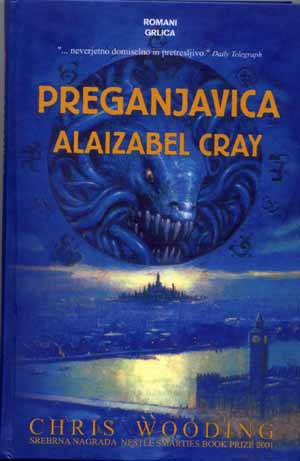 ROMANI
GRLICA
"... neverjetno domiselno in pretresljivo." Daily Telegraph
PREGANJAVICA
ALAIZABEL CRAY
CHRIS WOODING
SREBRNA NAGRADA NESTLÉ SMARTIES BOOK PRIZE 2001